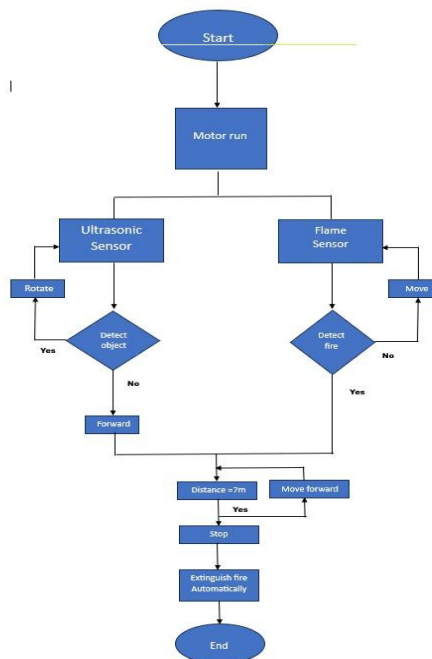 Start
Motor run
Ultrasonic
Sensor
Flame
Sensor
Rotate
Move
Detect
object
Detect
fire
Yes
No
No
Yes
Forward
Distance =7m
Move forward
Yes
Stop
Extinguish fire
Automatically
End